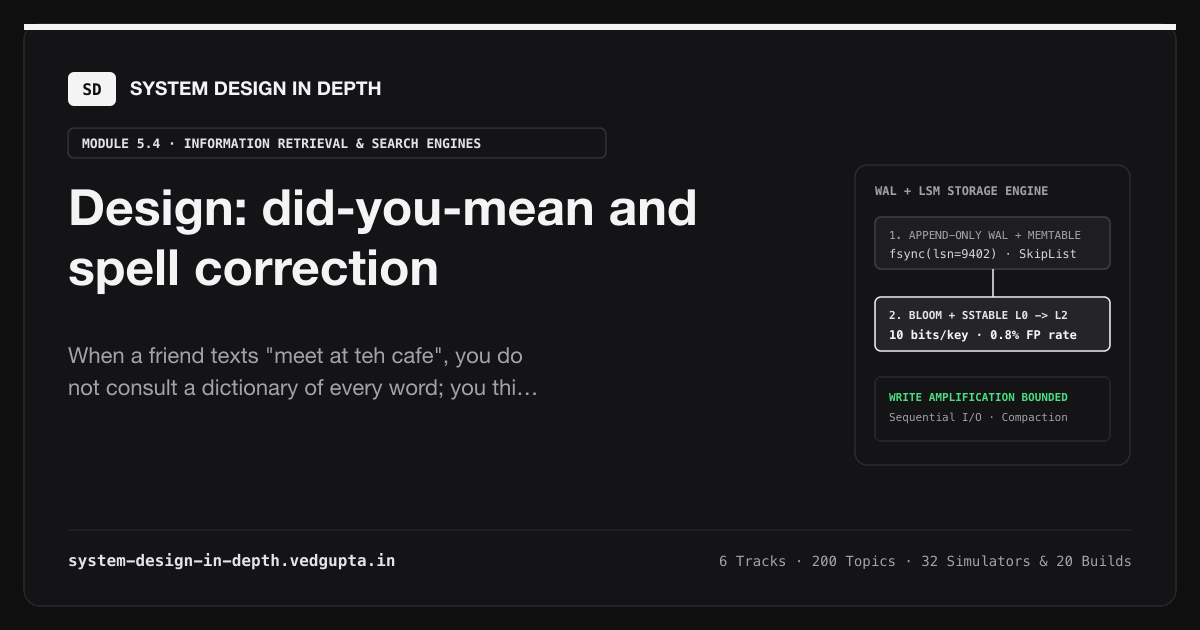 SD SYSTEM DESIGN IN DEPTH
MODULE 5.4 · INFORMATION RETRIEVAL & SEARCH ENGINES
Design: did-you-mean and
spell correction
When a friend texts "meet at teh cafe", you do
not consult a dictionary of every word; you thi…
WAL + LSM STORAGE ENGINE
1. APPEND-ONLY WAL + MEMTABLE
fsync(lsn=9402) · SkipList
2. BLOOM + SSTABLE L0 -> L2
10 bits/key · 0.8% FP rate
WRITE AMPLIFICATION BOUNDED
Sequential I/O · Compaction
system-design-in-depth.vedgupta.in
6 Tracks · 200 Topics · 32 Simulators & 20 Builds